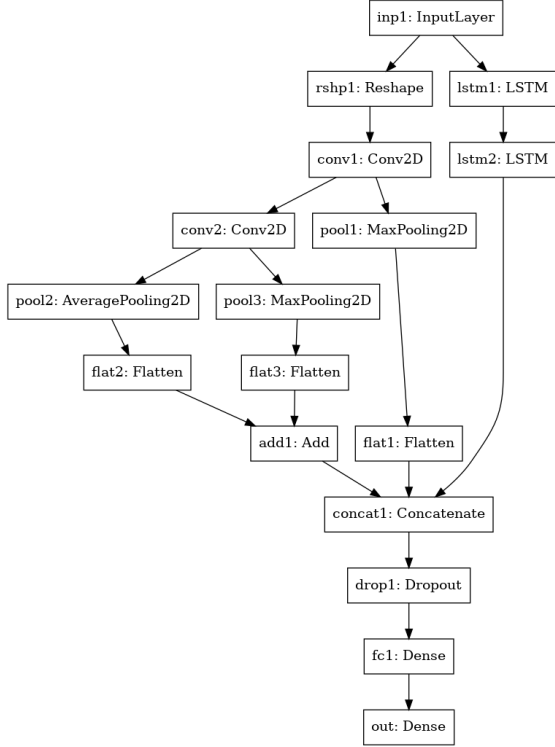 inp1: InputLayer
rshp1: Reshape
lstm1: LSTM
conv1: Conv2D
lstm2: LSTM
conv2: Conv2D
pool1: MaxPooling2D
pool2: AveragePooling2D
pool3: MaxPooling2D
flat2: Flatten
flat3: Flatten
add1: Add
flat1: Flatten
concat1: Concatenate
drop1: Dropout
fc1: Dense
out: Dense